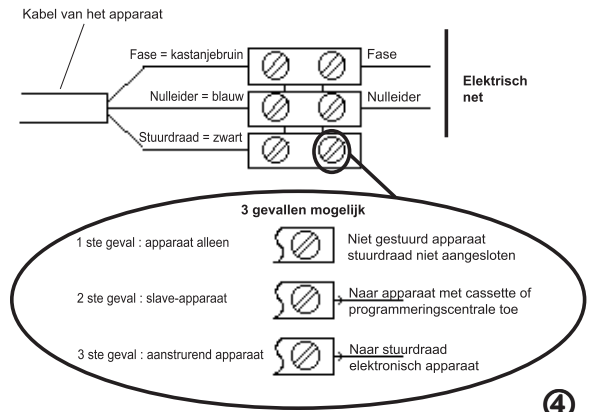 Kabel van het apparaat
Fase = kastanjebruin
Fase
Nulleider = blauw
Nulleider
Elektrisch
net
Stuurdraad = zwart
3 gevallen mogelijk
1 ste geval : apparaat alleen
Niet gestuurd apparaat
stuurdraad niet aangesloten
2 ste geval : slave-apparaat
Naar apparaat met cassette of
programmeringscentrale toe
3 ste geval : aanstrurend apparaat
Naar stuurdraad
elektronisch apparaat
4